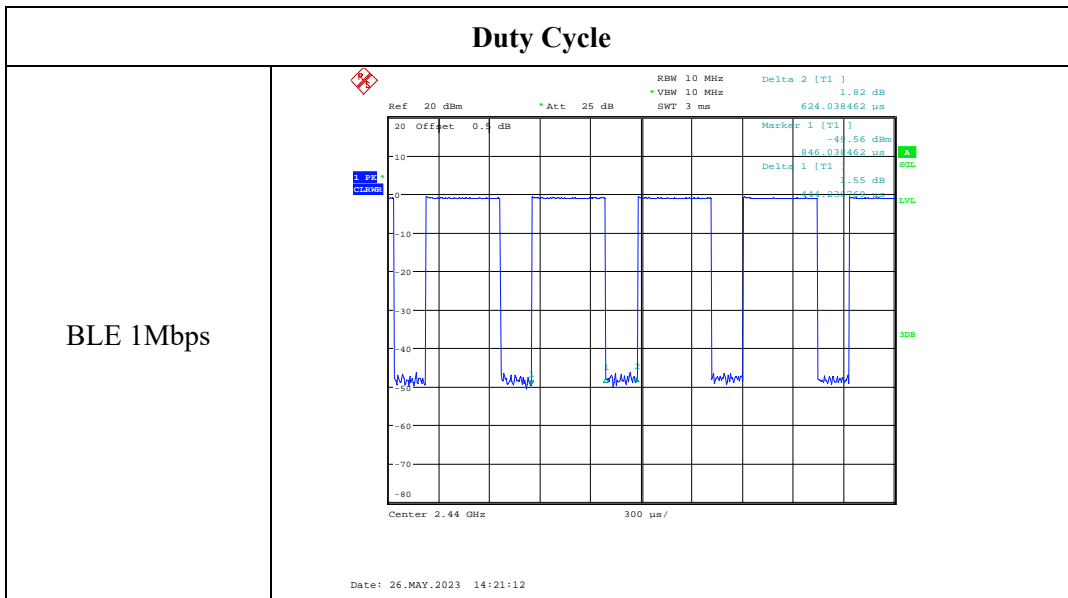 Duty Cycle
BLE 1Mbps
R S
RBW 10 MHz
Delta 2 [T1 ]
* VBW 10 MHz
1.82 dB
Ref 20 dBm
* Att 25 dB
SWT 3 ms
624.038462 µs
20 Offset 0.5 dB
Marker 1 [T1 ]
-49.56 dBm
846.038462 µs
A
-10
Delta 1 [T1 ]
SGL
1 PK *
1.55 dB
CLRWR
0
LVL
-10
-20
-30
3DB
-40
1
1 2
-50
-60
-70
-80
Center 2.44 GHz
300 µs/
Date: 26.MAY.2023 14:21:12